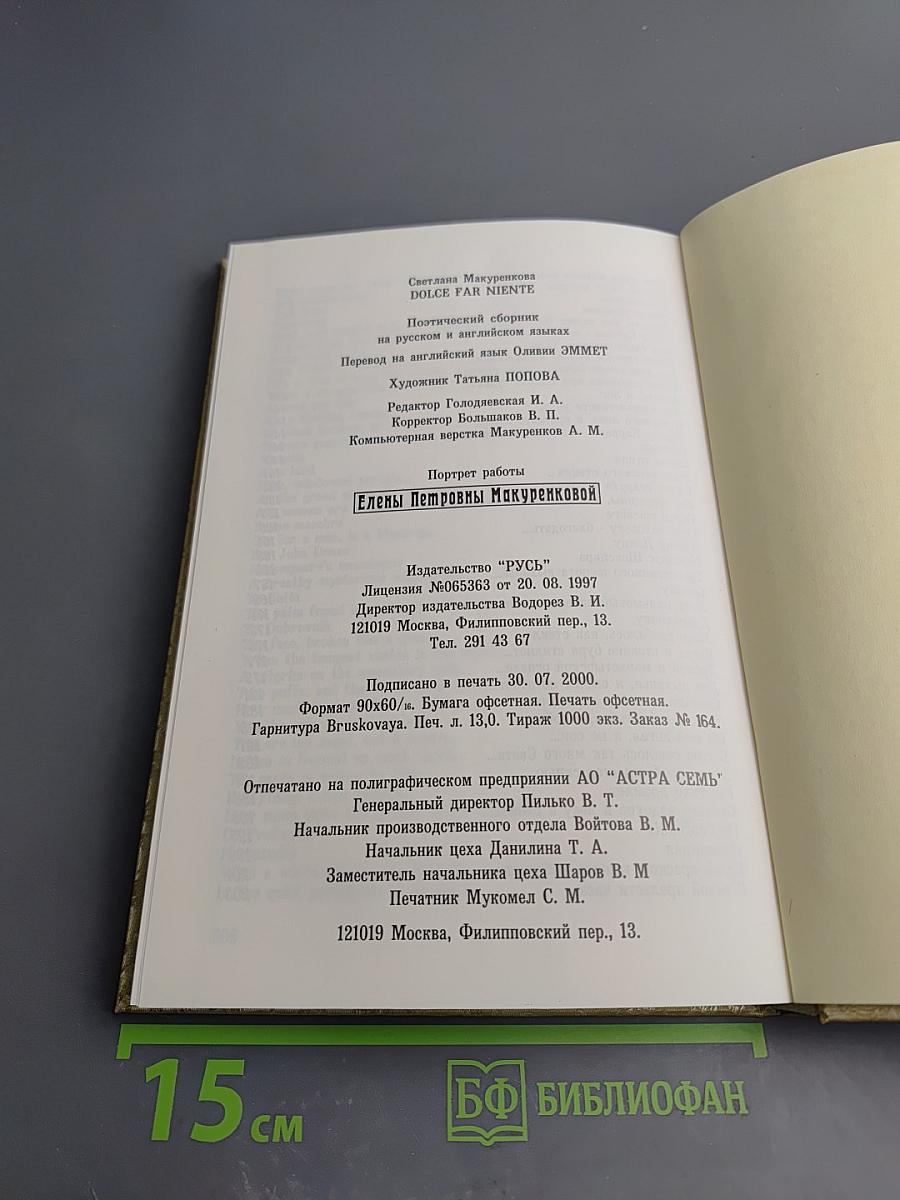 Светлана Макуренкова
DOLCE FAR NIENTE
Поэтический сборник
на русском и английском языках
Перевод на английский язык Оливии ЭММЕТ
Художник Татьяна ПОПОВА
Редактор Голодяевская И. А.
Корректор Большаков В. П.
Компьютерная верстка Макуренков А. М.
Портрет работы
Елены Петровны Макуренковой
Издательство "РУСЬ"
Лицензия №065363 от 20. 08. 1997
Директор издательства Водорез В. И.
121019 Москва, Филипповский пер., 13.
Тел. 291 43 67
Подписано в печать 30. 07. 2000.
Формат 90х60/16. Бумага офсетная. Печать офсетная.
Гарнитура Bruskovaya. Печ. л. 13,0. Тираж 1000 экз. Заказ № 164.
Отпечатано на полиграфическом предприятии АО "АСТРА СЕМЬ"
Генеральный директор Пилько В. Т.
Начальник производственного отдела Войтова В. М.
Начальник цеха Данилина Т. А.
Заместитель начальника цеха Шаров В. М
Печатник Мукомел С. М.
121019 Москва, Филипповский пер., 13.
15 см
БФ БИБЛИОФАН